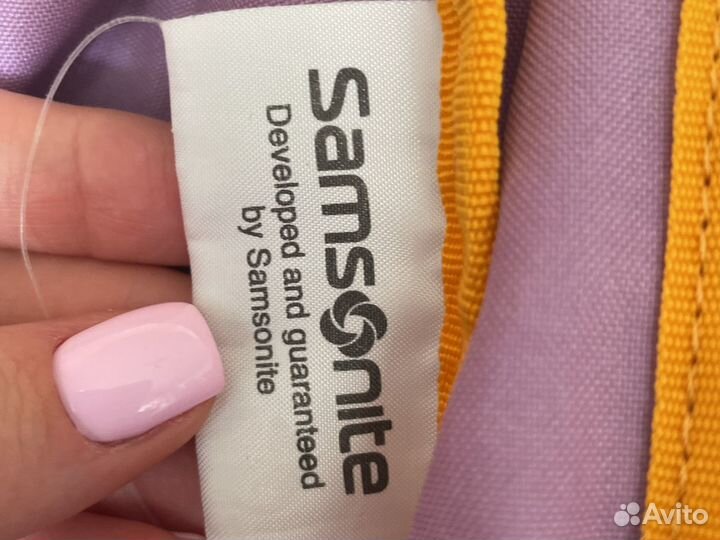 Samsonite
Developed and guaranteed
by Samsonite
Avito